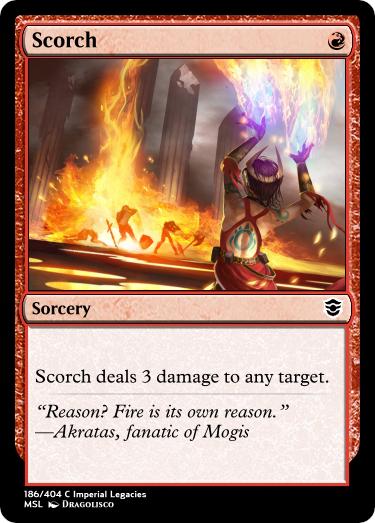 Scorch
Sorcery
Scorch deals 3 damage to any target.
“Reason? Fire is its own reason.”
—Akratas, fanatic of Mogis
186/404 C Imperial Legacies
MSL Dragolisco